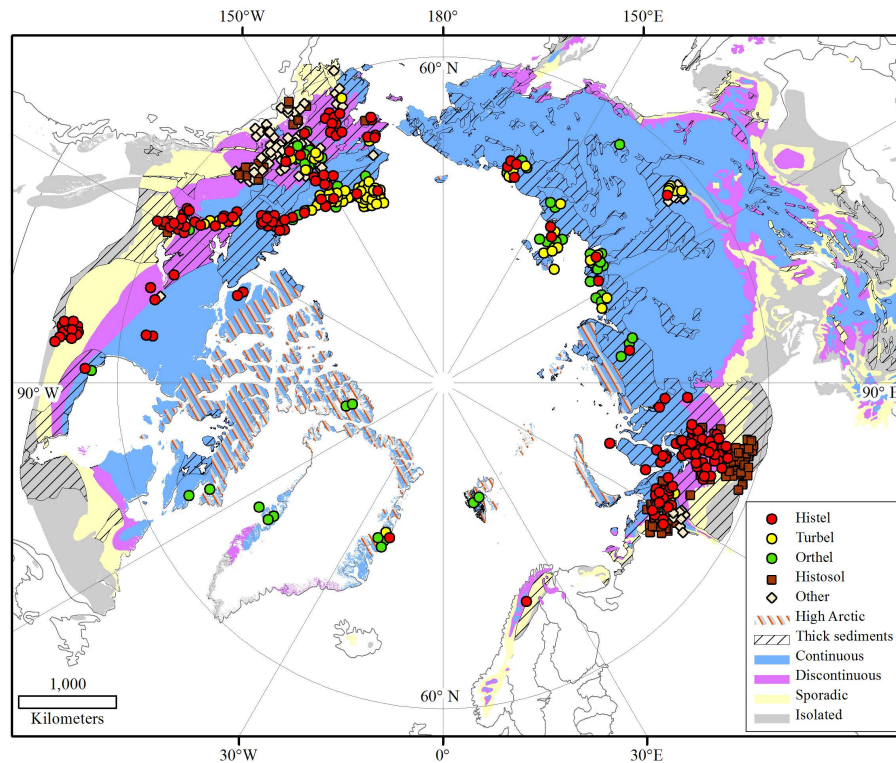 150°W
180°
150°E
60° N
60° N
90° W
90° E
Histel
Turbel
Orthel
Histosol
Other
High Arctic
Thick sediments
Continuous
Discontinuous
Sporadic
Isolated
1,000
Kilometers
60° N
30°W
0°
30°E